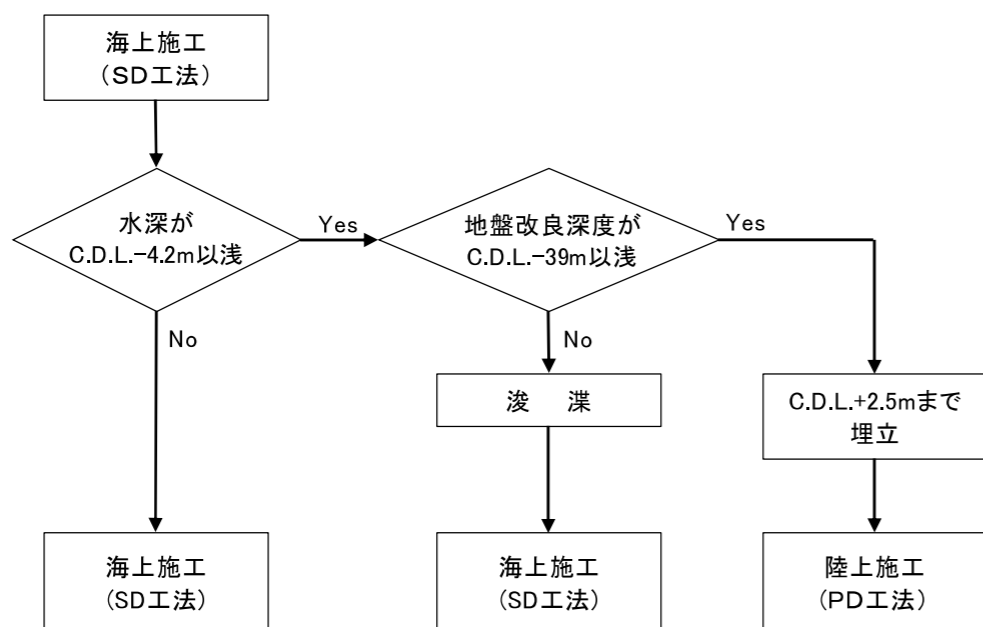 海上施工
(SD工法)
水深が
C.D.L.-4.2m以浅
Yes
地盤改良深度が
C.D.L.-39m以浅
Yes
No
No
浚　渫
C.D.L.+2.5mまで
埋立
海上施工
(SD工法)
海上施工
(SD工法)
陸上施工
(PD工法)